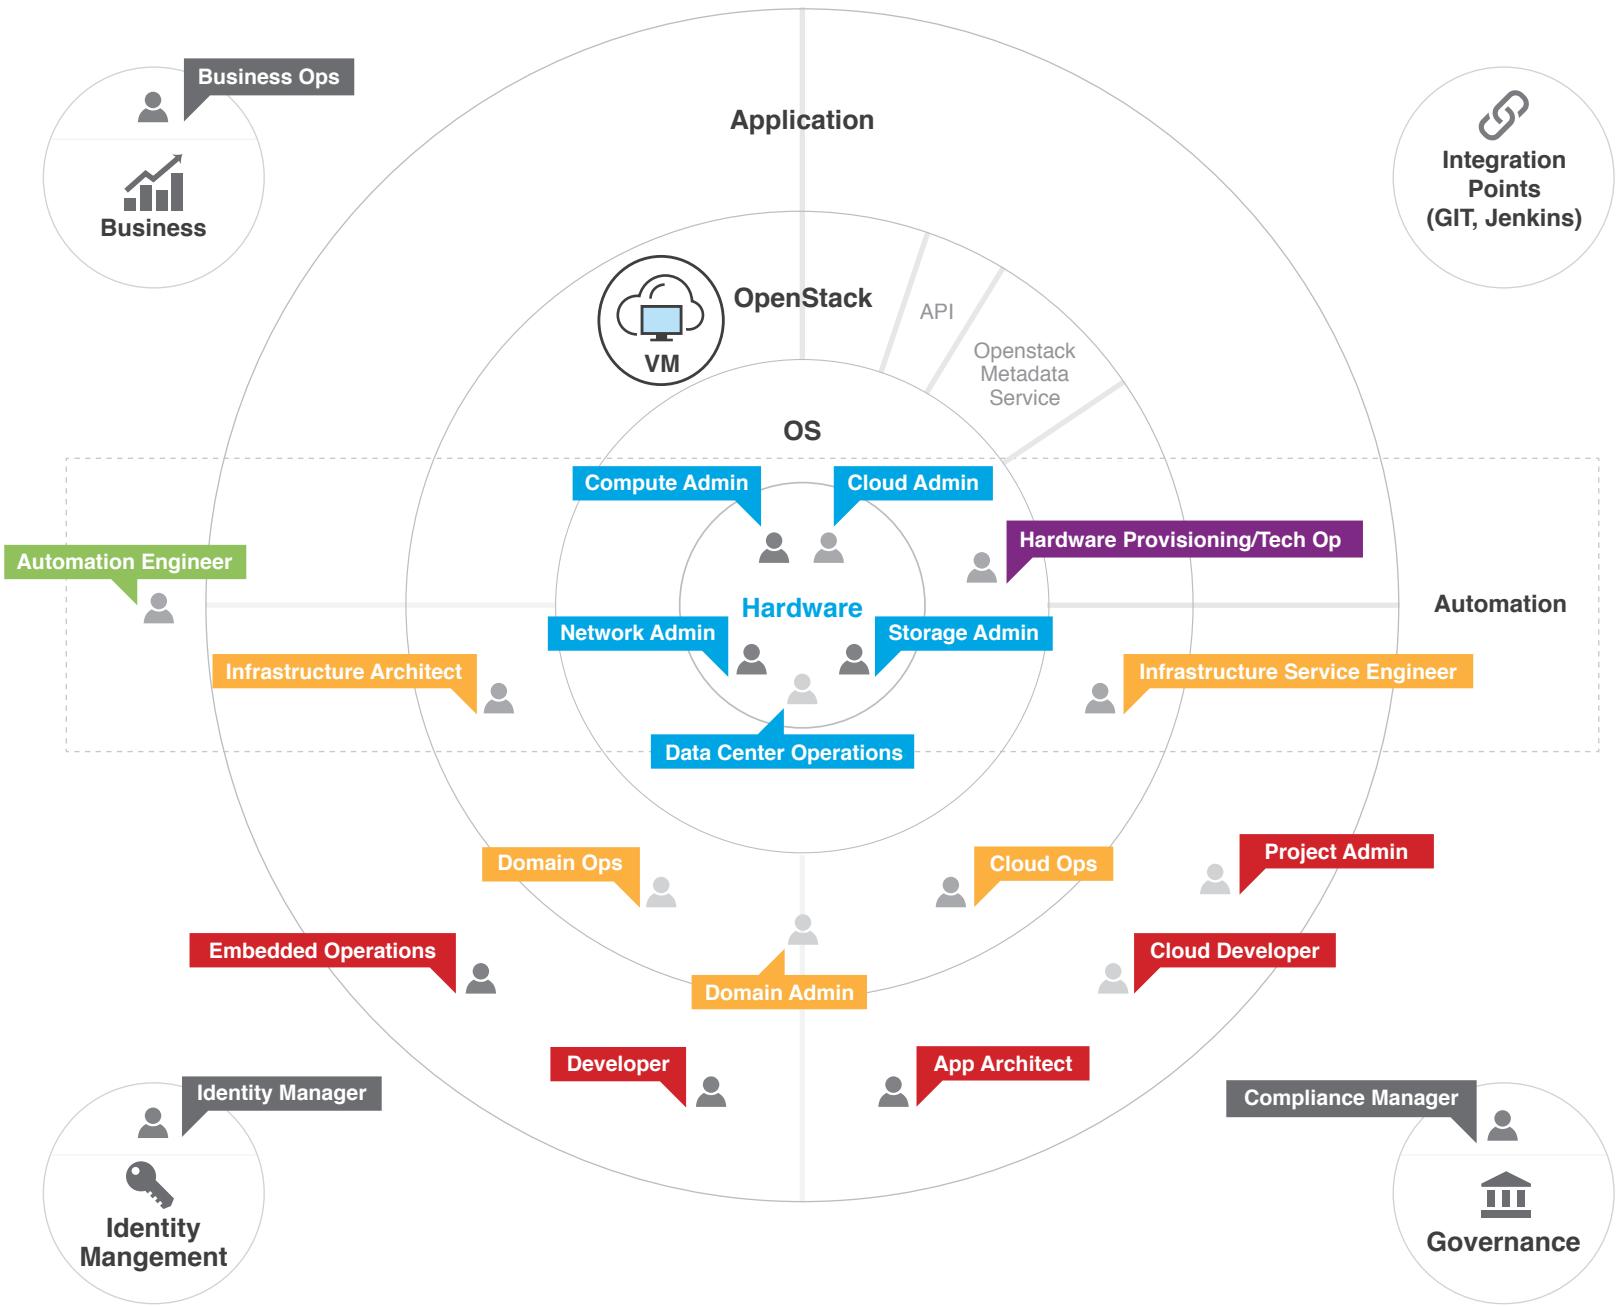 Business Ops
Business
Application
Integration
Points
(GIT, Jenkins)
OpenStack
VM
API
Openstack
Metadata
Service
OS
Compute Admin
Cloud Admin
Hardware Provisioning/Tech Op
Automation Engineer
Hardware
Automation
Network Admin
Storage Admin
Infrastructure Architect
Infrastructure Service Engineer
Data Center Operations
Domain Ops
Cloud Ops
Project Admin
Embedded Operations
Cloud Developer
Domain Admin
Developer
App Architect
Identity Manager
Compliance Manager
Identity
Mangement
Governance